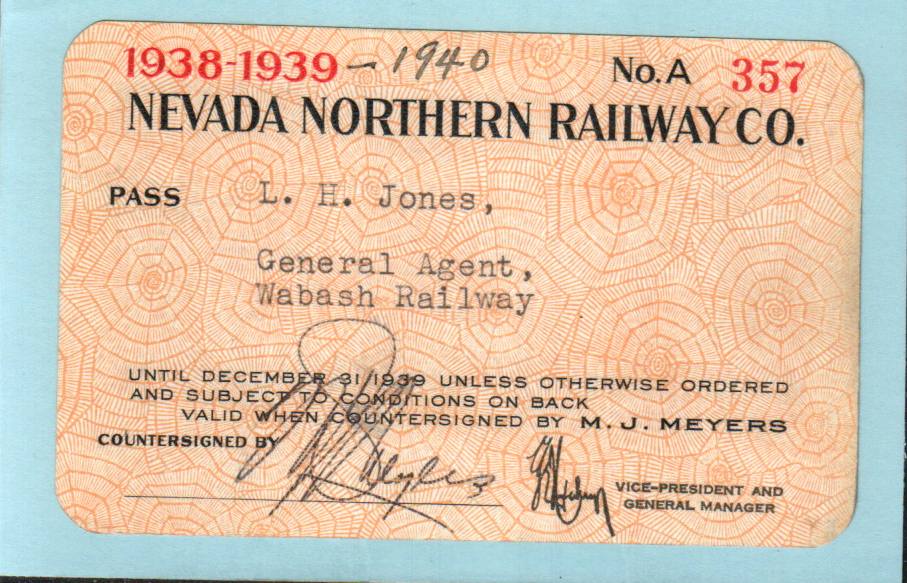 1938-1939 - 1940 No. A 357
NEVADA NORTHERN RAILWAY CO.
PASS L. H. Jones,
General Agent,
Wabash Railway
UNTIL DECEMBER 31 1939 UNLESS OTHERWISE ORDERED
AND SUBJECT TO CONDITIONS ON BACK
VALID WHEN COUNTERSIGNED BY M. J. MEYERS
COUNTERSIGNED BY
VICE-PRESIDENT AND
GENERAL MANAGER